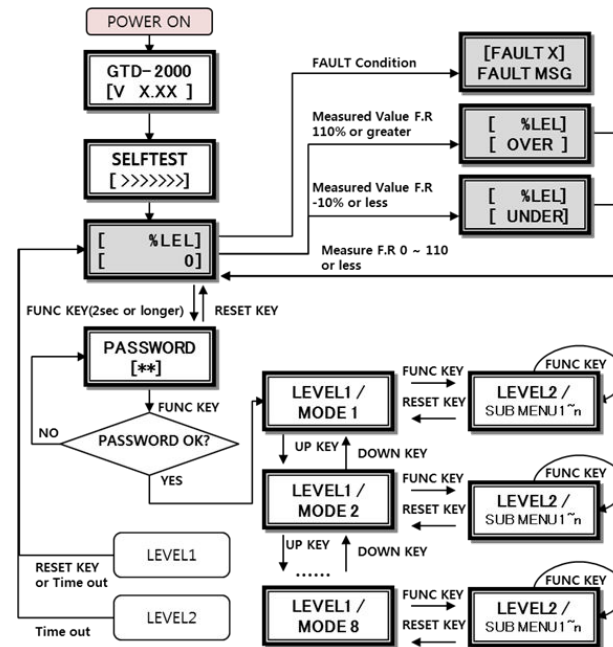 POWER ON
GTD-2000
[V X.XX ]
SELFTEST
[ >>>>>>>]
[ %LEL]
[ 0]
FAULT Condition
[FAULT X]
FAULT MSG
Measured Value F.R
110% or greater
[ %LEL]
[ OVER ]
Measured Value F.R
-10% or less
[ %LEL]
[ UNDER]
Measure F.R 0 ~ 110
or less
FUNC KEY(2sec or longer)
RESET KEY
PASSWORD
[**]
FUNC KEY
PASSWORD OK?
NO
YES
LEVEL1 /
MODE 1
FUNC KEY
RESET KEY
FUNC KEY
LEVEL2 /
SUB MENU1~n
UP KEY
DOWN KEY
LEVEL1 /
MODE 2
FUNC KEY
RESET KEY
FUNC KEY
LEVEL2 /
SUB MENU1~n
UP KEY
DOWN KEY
......
LEVEL1 /
MODE 8
FUNC KEY
RESET KEY
FUNC KEY
LEVEL2 /
SUB MENU1~n
LEVEL1
RESET KEY
or Time out
LEVEL2
Time out